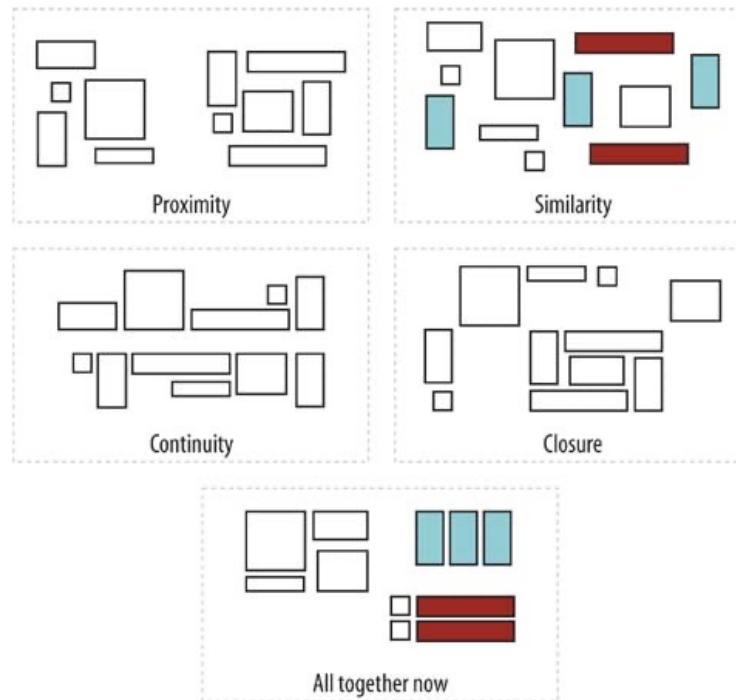 Proximity
Similarity
Continuity
Closure
All together now